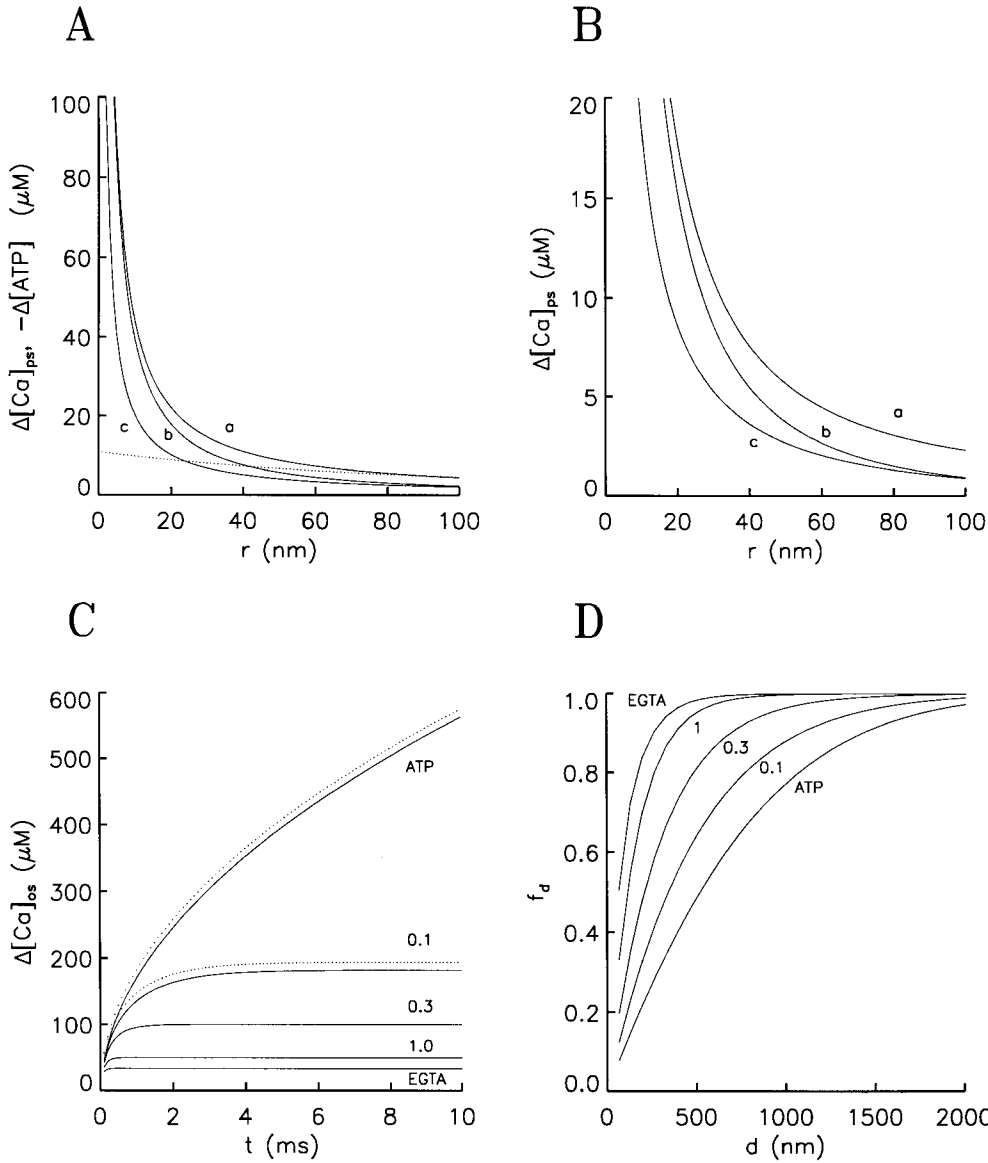 A
Δ[Ca]ps, −Δ[ATP] (μM)
100
80
60
40
20
0
c
b
a
0 20 40 60 80 100
r (nm)
B
Δ[Ca]ps (μM)
20
15
10
5
0
a
b
c
0 20 40 60 80 100
r (nm)
C
Δ[Ca]os (μM)
600
500
400
300
200
100
0
ATP
0.1
0.3
1.0
EGTA
0 2 4 6 8 10
t (ms)
D
fd
1.0
0.8
0.6
0.4
0.2
0.0
EGTA
1
0.3
0.1
ATP
0 500 1000 1500 2000
d (nm)